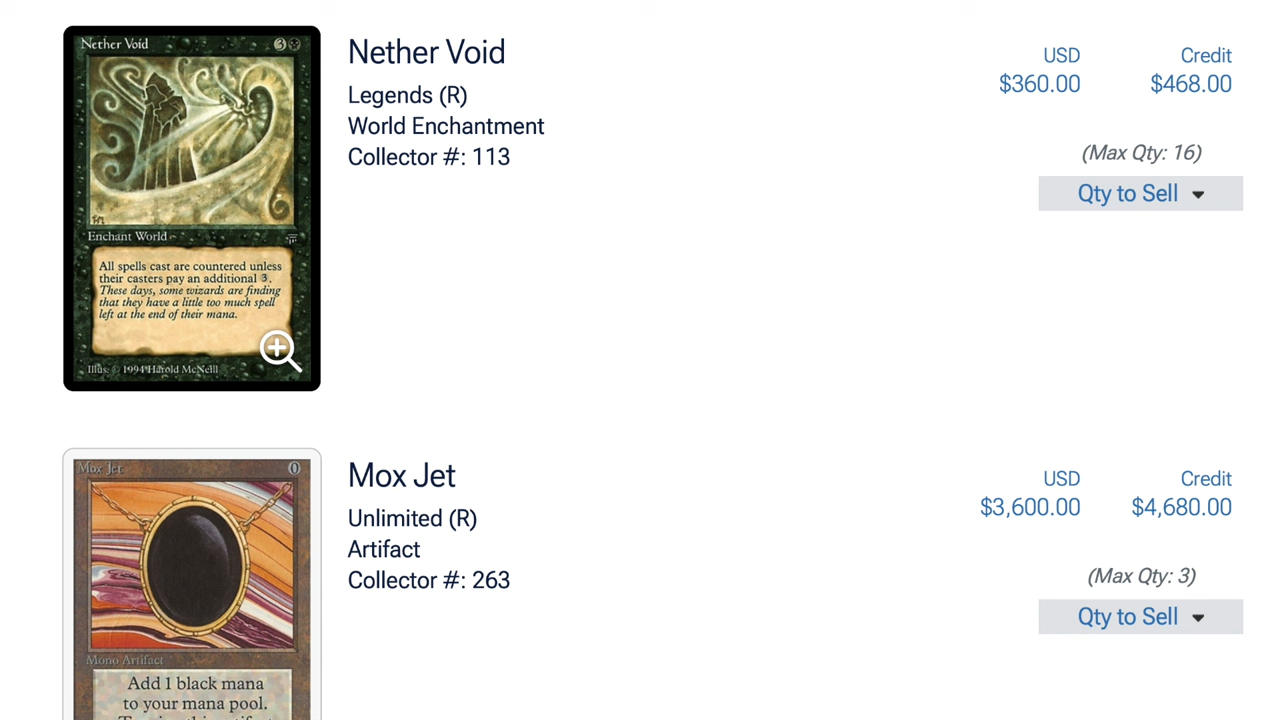 Nether Void
3
Enchant World
All spells cast are countered unless
their casters pay an additional 3.
These days, some wizards are finding
that they have a little too much spell
left at the end of their mana.
Illus. © 1994 Harold McNeill
Nether Void
Legends (R)
World Enchantment
Collector #: 113
USD
$360.00
Credit
$468.00
(Max Qty: 16)
Qty to Sell
Mox Jet
0
Mono Artifact
Add 1 black mana
to your mana pool.
Mox Jet
Unlimited (R)
Artifact
Collector #: 263
USD
$3,600.00
Credit
$4,680.00
(Max Qty: 3)
Qty to Sell